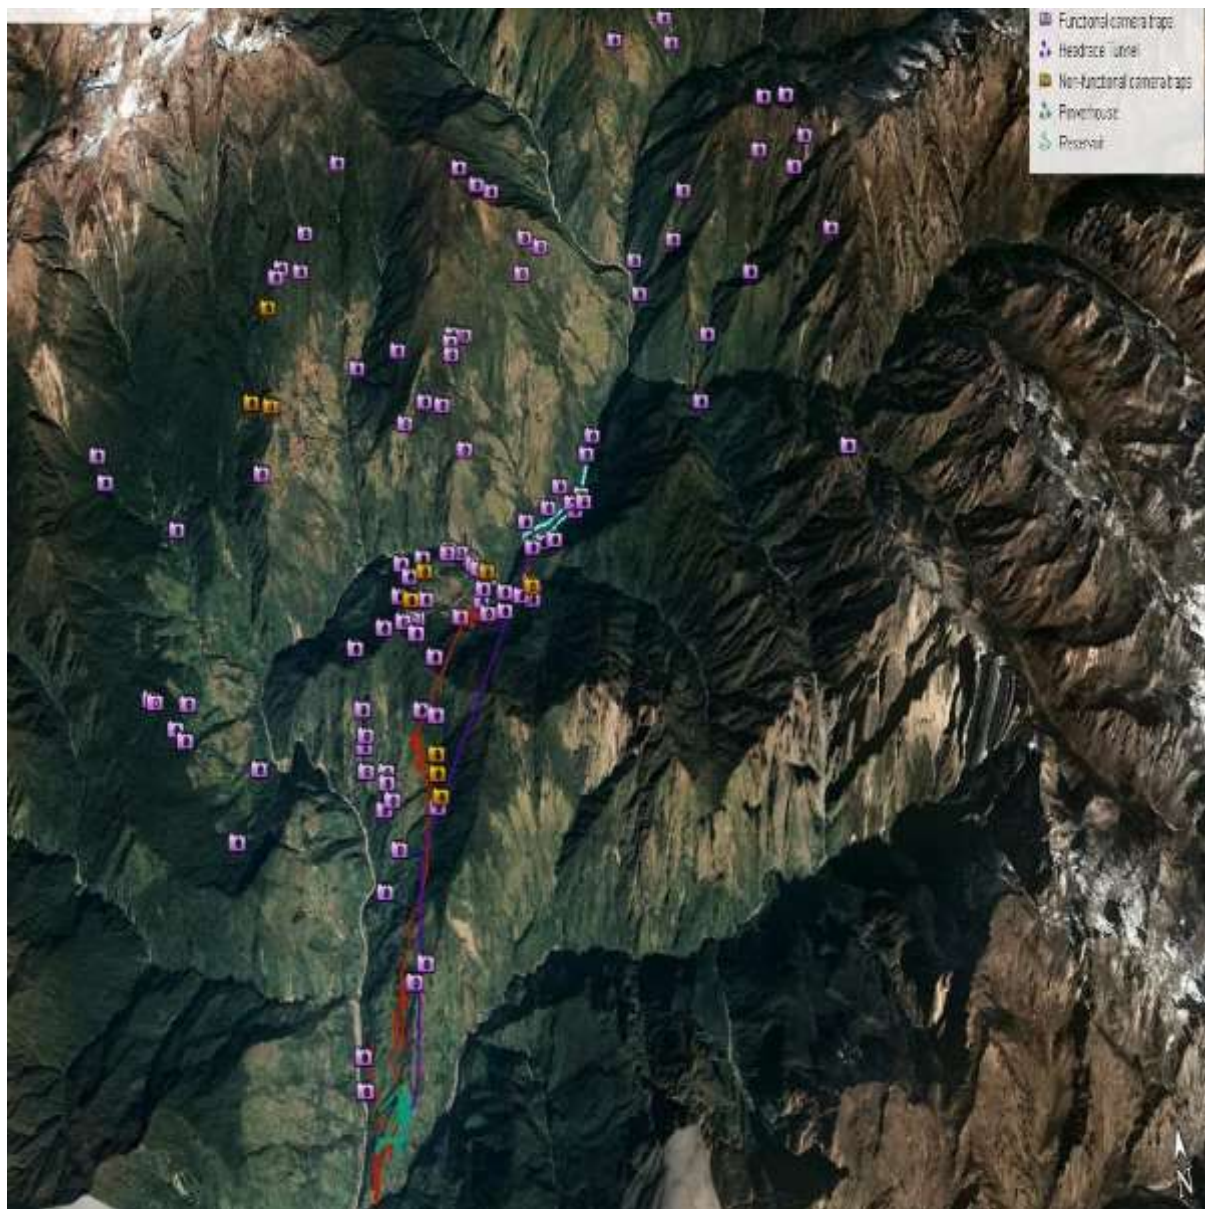 Functional camera traps
Headrace Tunnel
Non-functional camera traps
Powerhouse
Reservoir
N